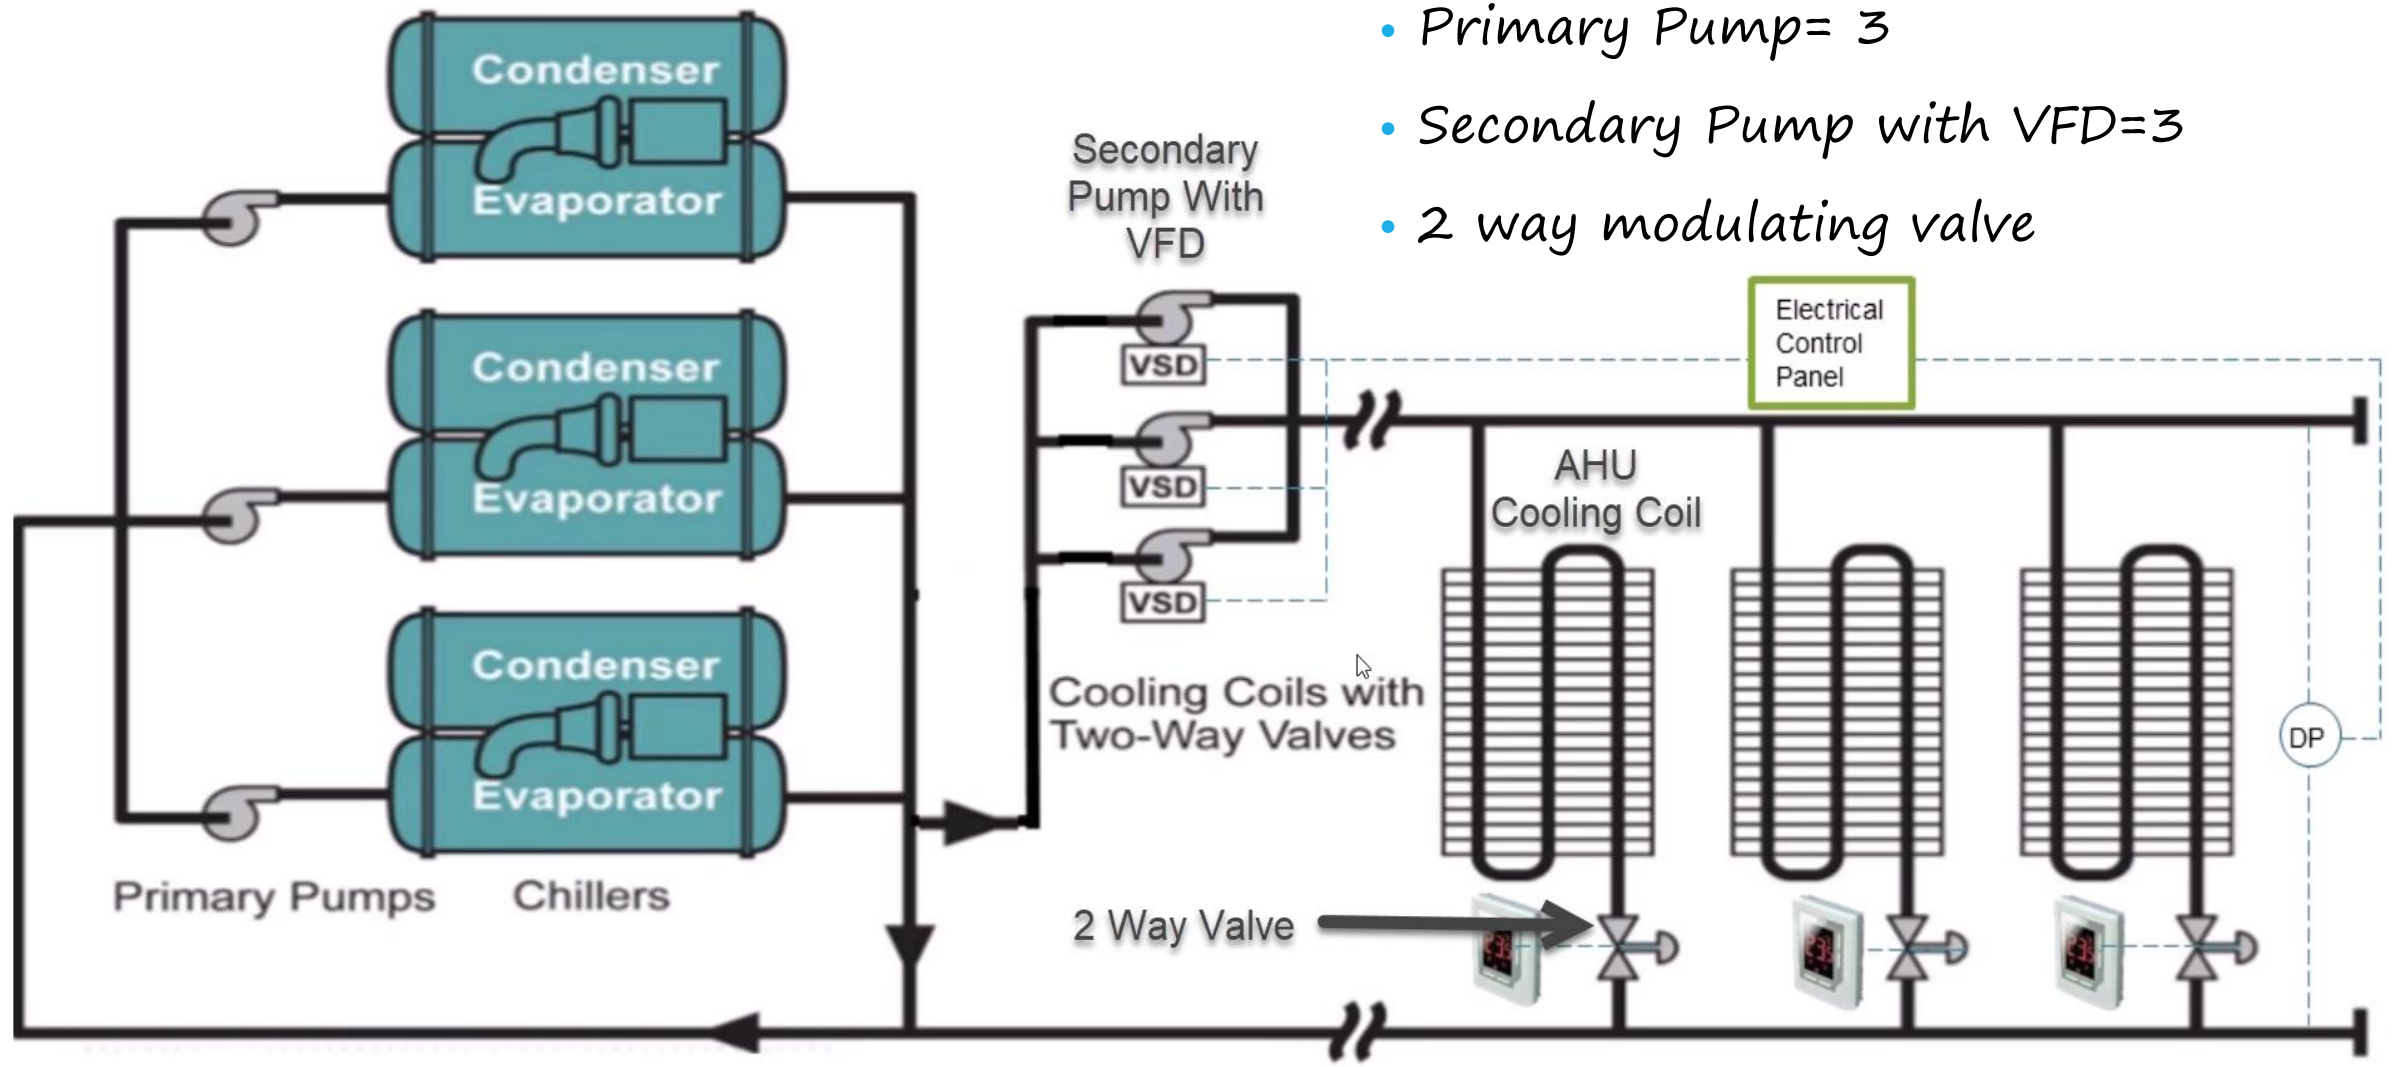 • Primary Pump= 3
• Secondary Pump with VFD=3
• 2 way modulating valve
Condenser
Evaporator
Condenser
Evaporator
Condenser
Evaporator
Primary Pumps
Chillers
Secondary
Pump With
VFD
VSD
VSD
VSD
Cooling Coils with
Two-Way Valves
Electrical
Control
Panel
AHU
Cooling Coil
DP
2 Way Valve